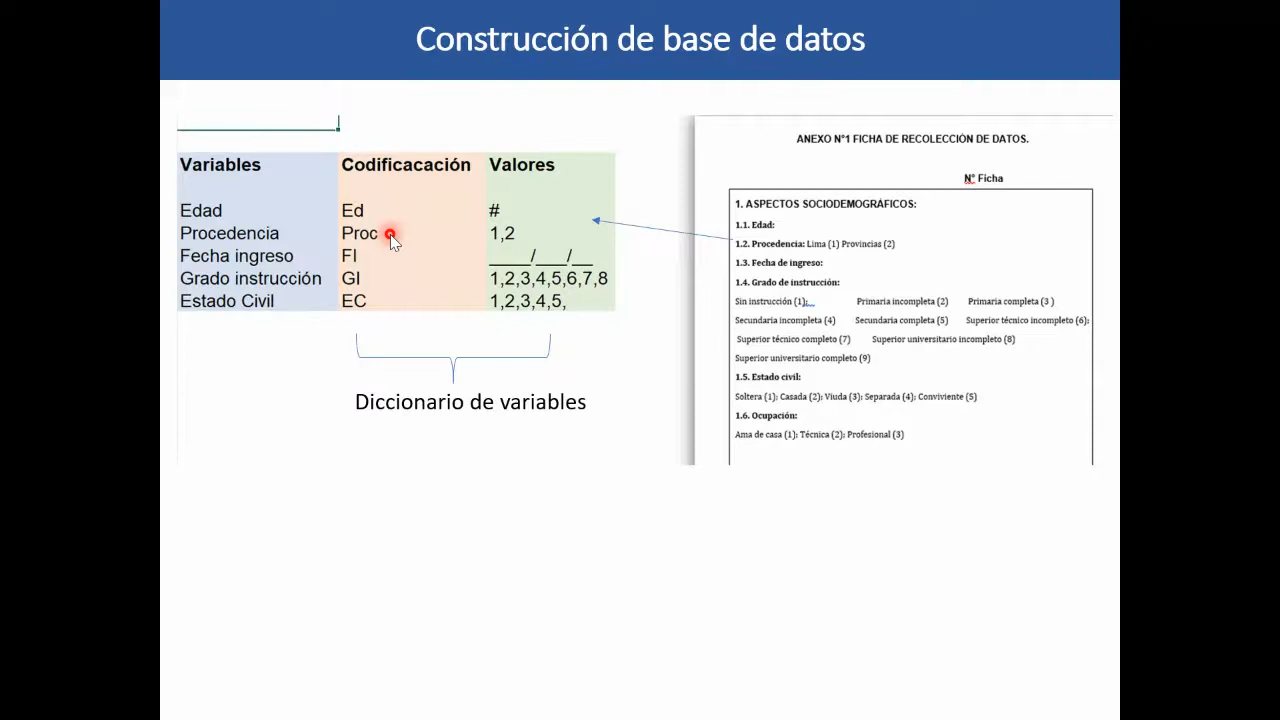 Construcción de base de datos
Variables Codificacación Valores
Edad Ed #
Procedencia Proc 1,2
Fecha ingreso FI ____/___/__
Grado instrucción GI 1,2,3,4,5,6,7,8
Estado Civil EC 1,2,3,4,5,
Diccionario de variables
ANEXO N°1 FICHA DE RECOLECCIÓN DE DATOS.
N° Ficha
1. ASPECTOS SOCIODEMOGRÁFICOS:
1.1. Edad:
1.2. Procedencia: Lima (1) Provincias (2)
1.3. Fecha de ingreso:
1.4. Grado de instrucción:
Sin instrucción (1); Primaria incompleta (2) Primaria completa (3 )
Secundaria incompleta (4) Secundaria completa (5) Superior técnico incompleto (6):
Superior técnico completo (7) Superior universitario incompleto (8)
Superior universitario completo (9)
1.5. Estado civil:
Soltera (1); Casada (2); Viuda (3); Separada (4); Conviviente (5)
1.6. Ocupación:
Ama de casa (1); Técnica (2); Profesional (3)